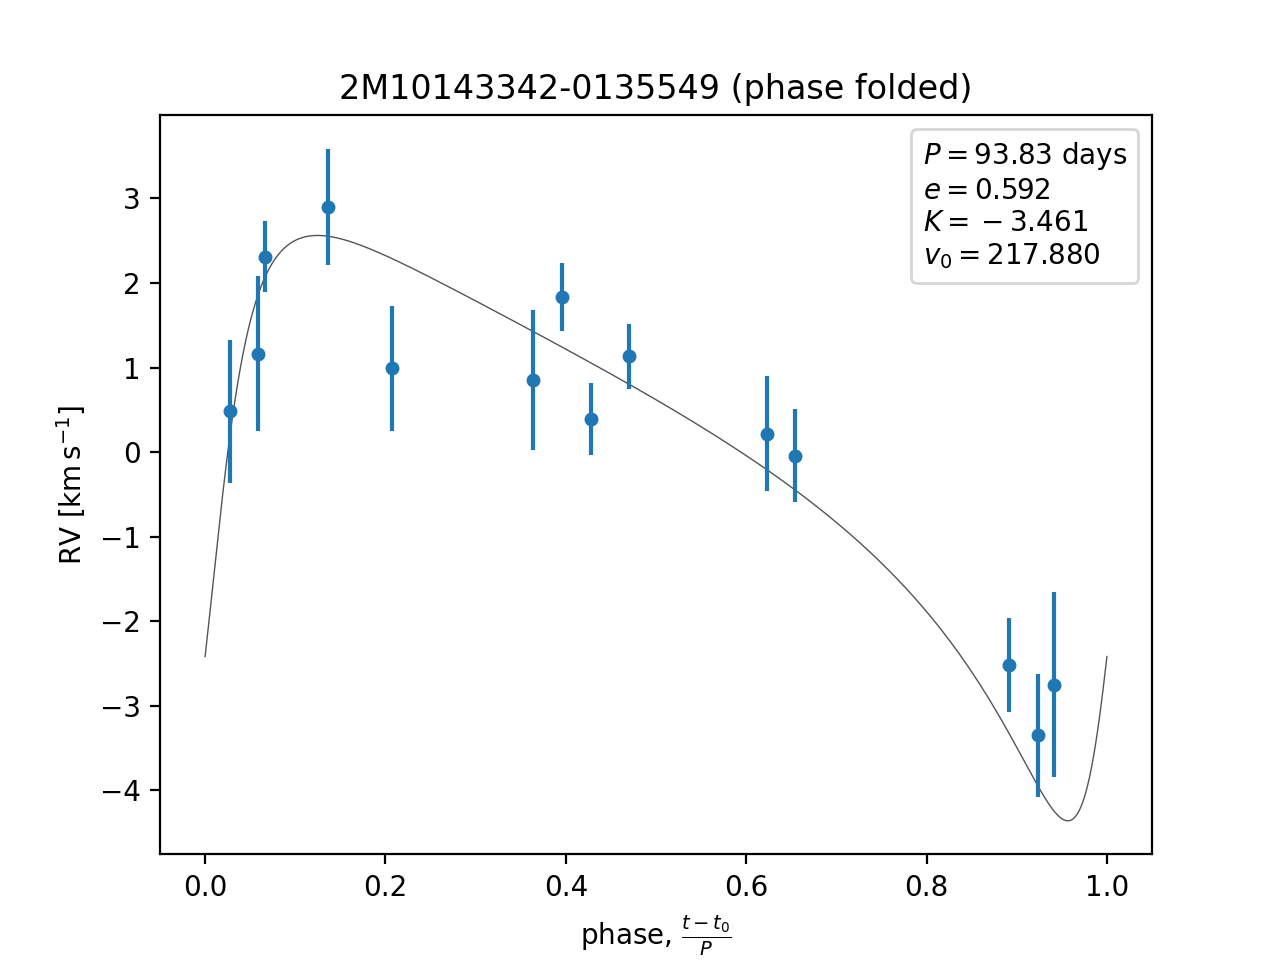 2M10143342-0135549 (phase folded)
P = 93.83 days
e = 0.592
K = −3.461
v₀ = 217.880
RV [km s⁻¹]
3
2
1
0
−1
−2
−3
−4
0.0 0.2 0.4 0.6 0.8 1.0
phase, (t − t₀)/P